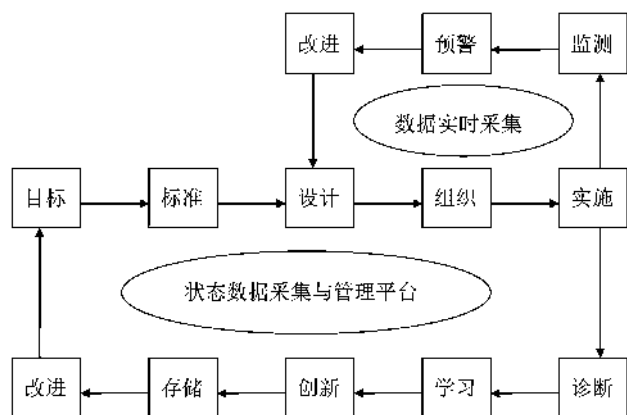 改进 预警 监测
数据实时采集
目标 标准 设计 组织 实施
状态数据采集与管理平台
改进 存储 创新 学习 诊断